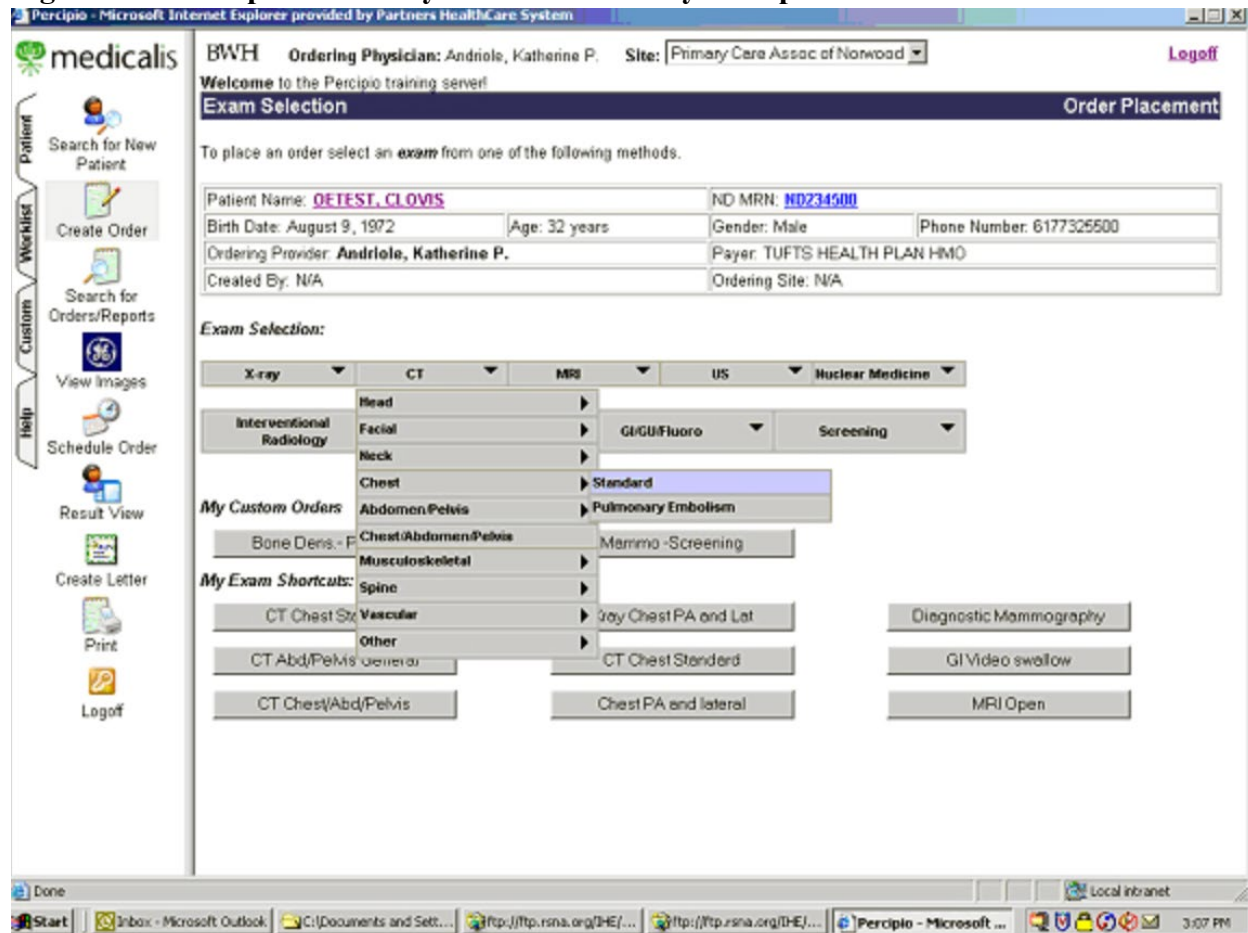 Percipio - Microsoft Internet Explorer provided by Partners HealthCare System
medicalis
BWH Ordering Physician: Andriole, Katherine P. Site: Primary Care Assoc of Norwood Logoff
Welcome to the Percipio training server!
Exam Selection Order Placement
To place an order select an exam from one of the following methods.
Patient Name: OETEST, CLOVIS ND MRN: ND234500
Birth Date: August 9, 1972 Age: 32 years Gender: Male Phone Number: 6177325500
Ordering Provider: Andriole, Katherine P. Payer: TUFTS HEALTH PLAN HMO
Created By: N/A Ordering Site: N/A
Patient
Worklist
Custom
Help
Search for New
Patient
Create Order
Search for
Orders/Reports
View Images
Schedule Order
Result View
Create Letter
Print
Logoff
Exam Selection:
X-ray CT MRI US Nuclear Medicine
Interventional
Radiology
GI/GU/Fluoro Screening
Head
Facial
Neck
Chest
Abdomen/Pelvis
Chest/Abdomen/Pelvis
Musculoskeletal
Spine
Vascular
Other
Standard
Pulmonary Embolism
My Custom Orders
Bone Dens.- P Mammo -Screening
My Exam Shortcuts:
CT Chest Xray Chest PA and Lat Diagnostic Mammography
CT Abd/Pelvis General CT Chest Standard GI Video swallow
CT Chest/Abd/Pelvis Chest PA and lateral MRI Open
Done Local intranet
Start Inbox - Microsoft Outlook C:\Documents and Sett... ftp://ftp.rsna.org/IHE/... ftp://ftp.rsna.org/IHE/... Percipio - Microsoft ... 3:07 PM